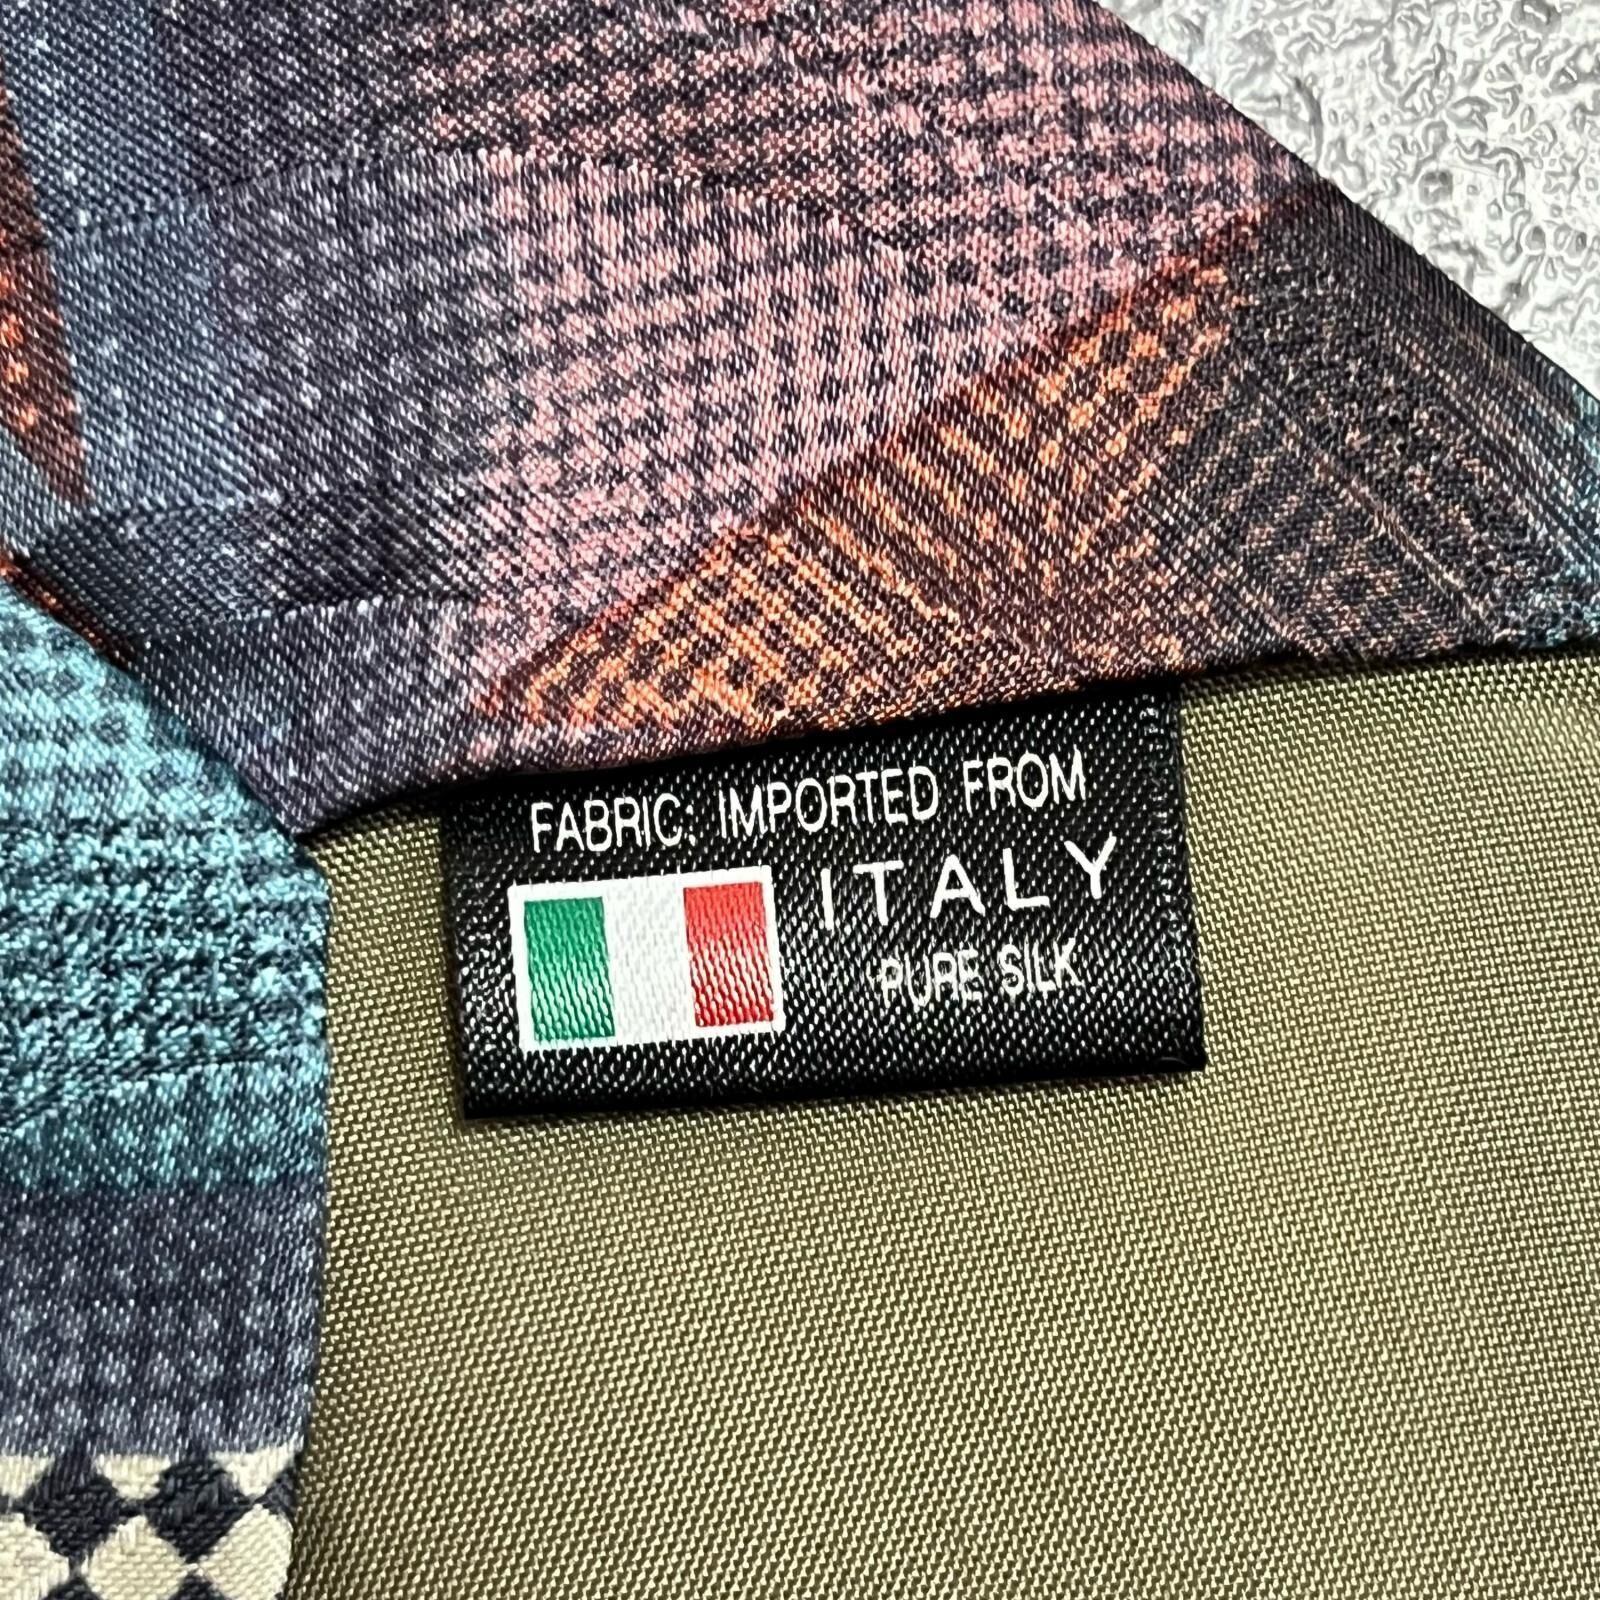 FABRIC: IMPORTED FROM
ITALY
PURE SILK